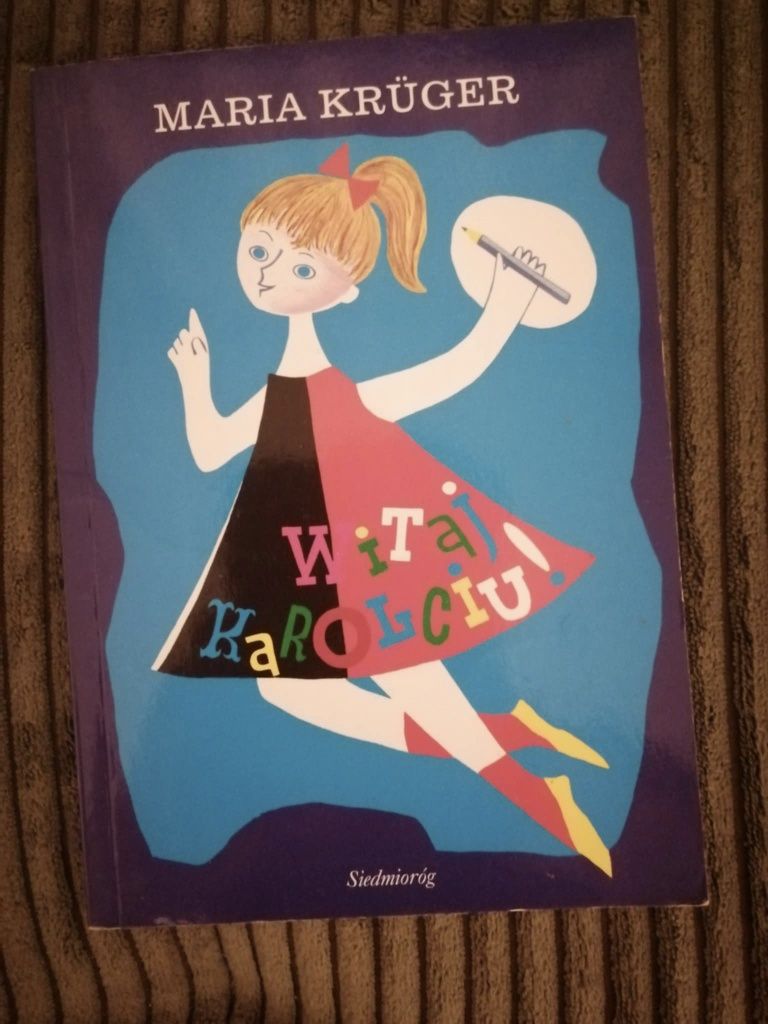 MARIA KRÜGER
WiTaj
KaROLCiU!
Siedmioróg